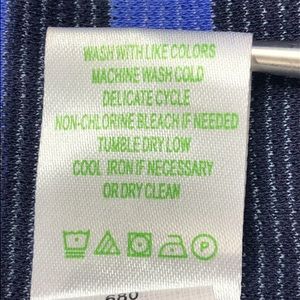 WASH WITH LIKE COLORS
MACHINE WASH COLD
DELICATE CYCLE
NON-CHLORINE BLEACH IF NEEDED
TUMBLE DRY LOW
COOL IRON IF NECESSARY
OR DRY CLEAN
P
680